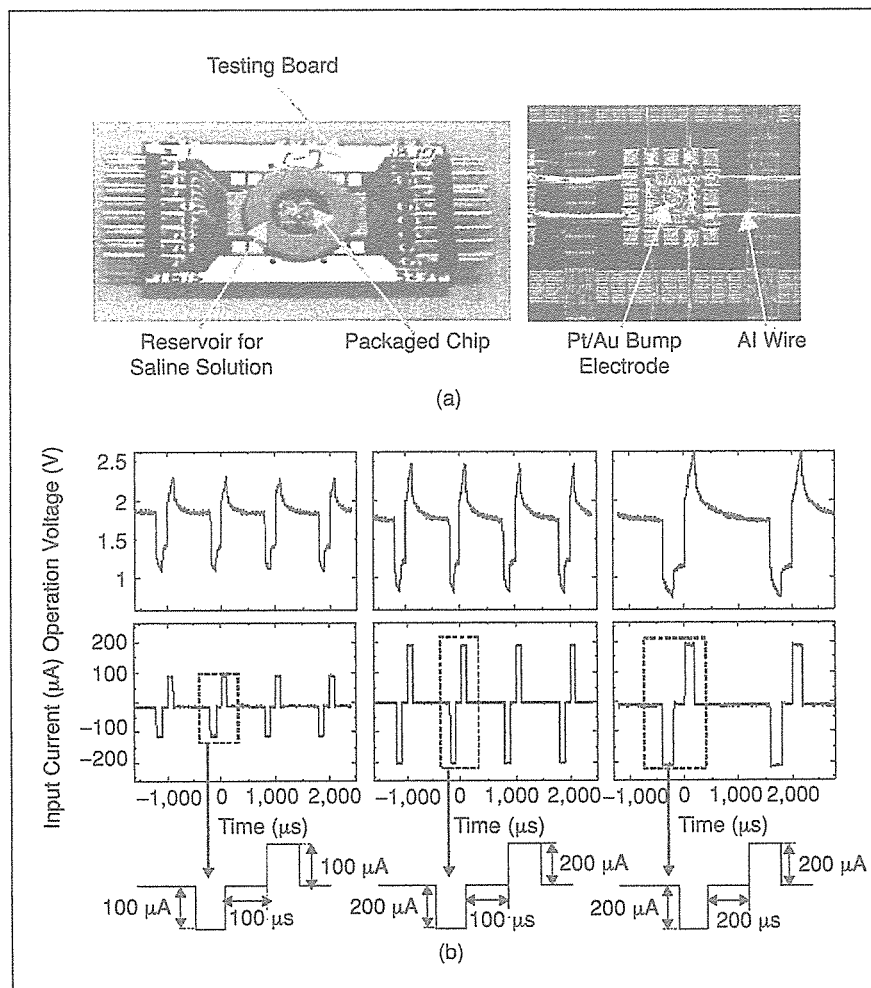 Testing Board
Reservoir for
Saline Solution
Packaged Chip
Pt/Au Bump
Electrode
Al Wire
(a)
Input Current (µA) Operation Voltage (V)
2.5
2
1.5
1
200
100
0
−100
−200
−1,000 0 1,000 2,000
−1,000 0 1,000 2,000
−1,000 0 1,000 2,000
Time (µs)
Time (µs)
Time (µs)
100 µA
100 µA
100 µs
200 µA
200 µA
100 µs
200 µA
200 µA
200 µs
(b)